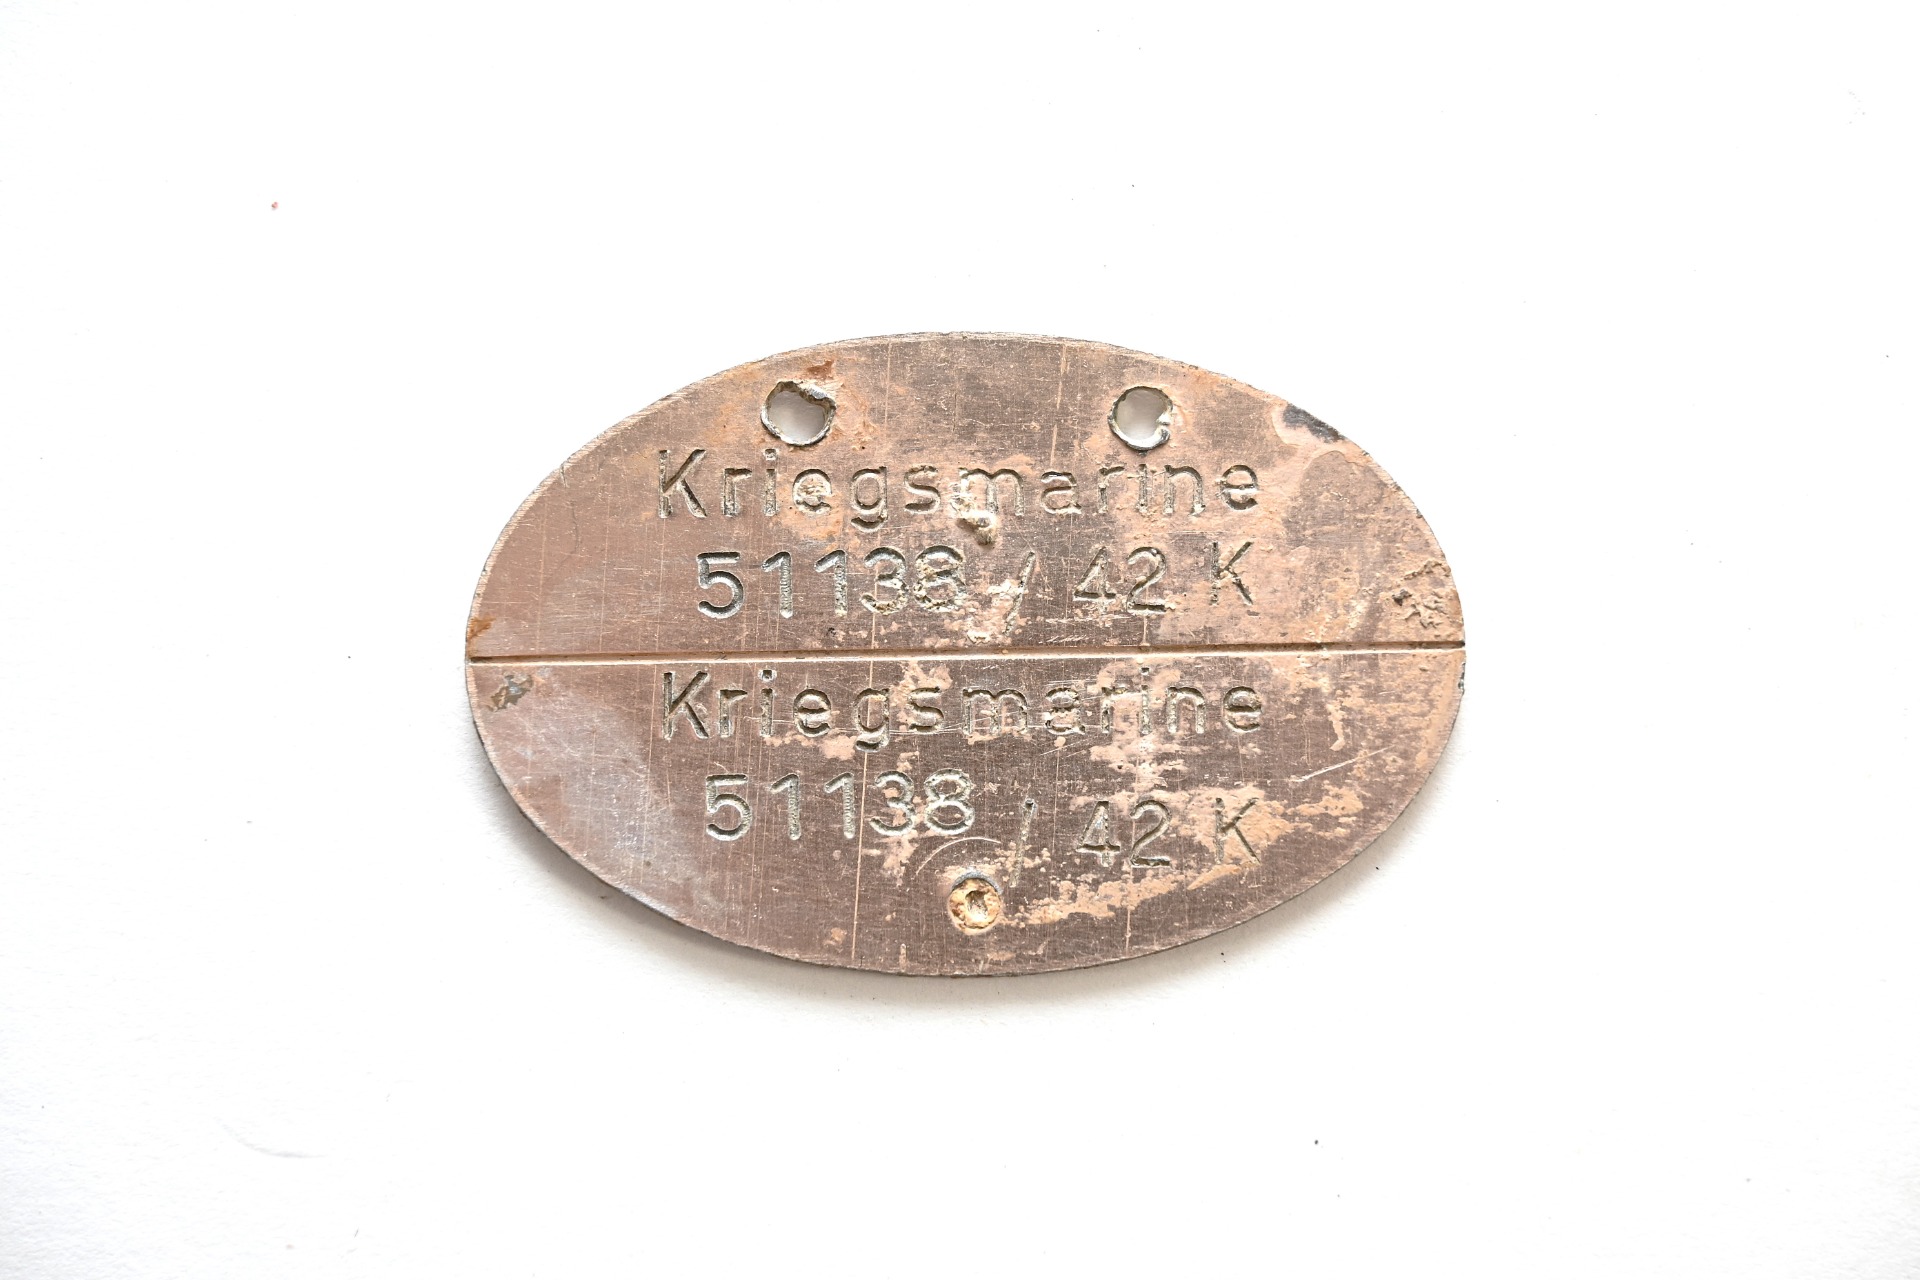 Kriegsmarine
51138 / 42 K
Kriegsmarine
51138 / 42 K